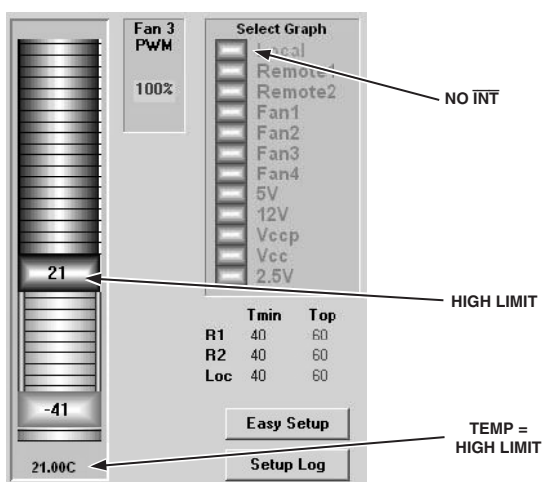 Fan 3
PWM
100%
Select Graph
Local
Remote1
Remote2
Fan1
Fan2
Fan3
Fan4
5V
12V
Vccp
Vcc
2.5V
NO INT
21
HIGH LIMIT
Tmin Top
R1 40 60
R2 40 60
Loc 40 60
-41
Easy Setup
TEMP =
HIGH LIMIT
21.00C
Setup Log